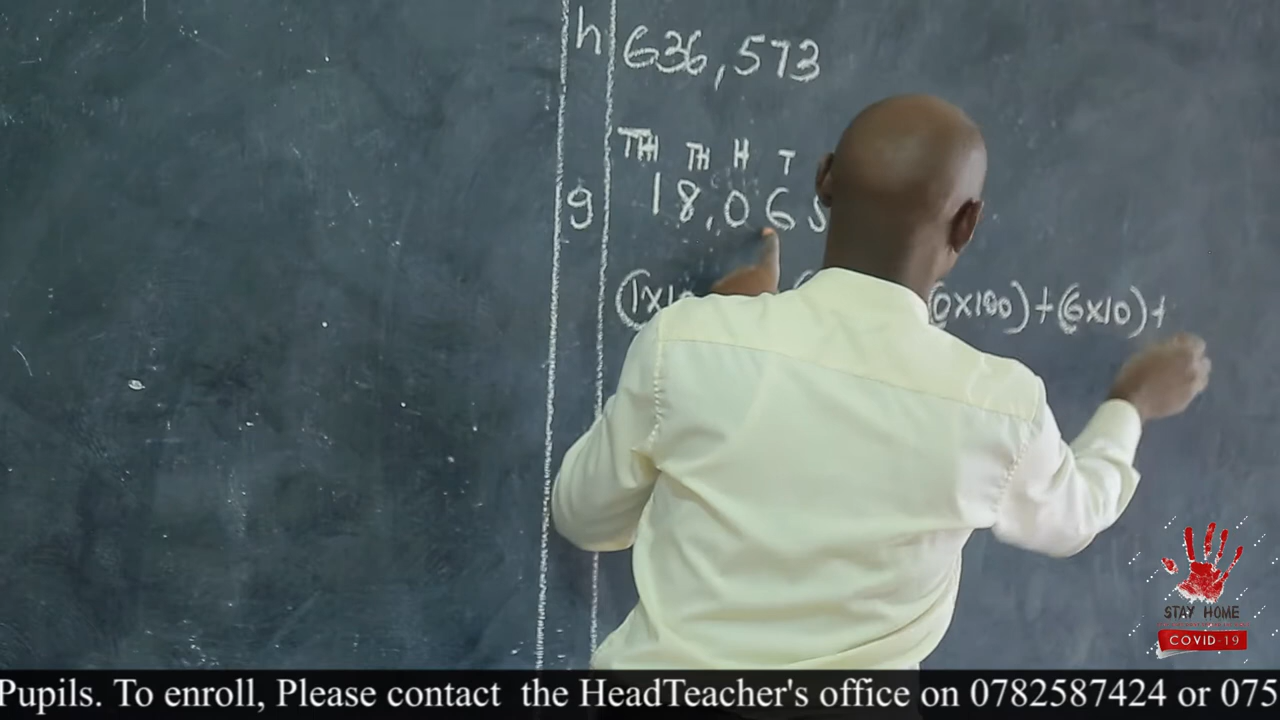 h 636,573
TTH TH H T
g 18,065
(1x10 (0x100)+(6x10)+
STAY HOME
COVID-19
Pupils. To enroll, Please contact the HeadTeacher's office on 0782587424 or 075